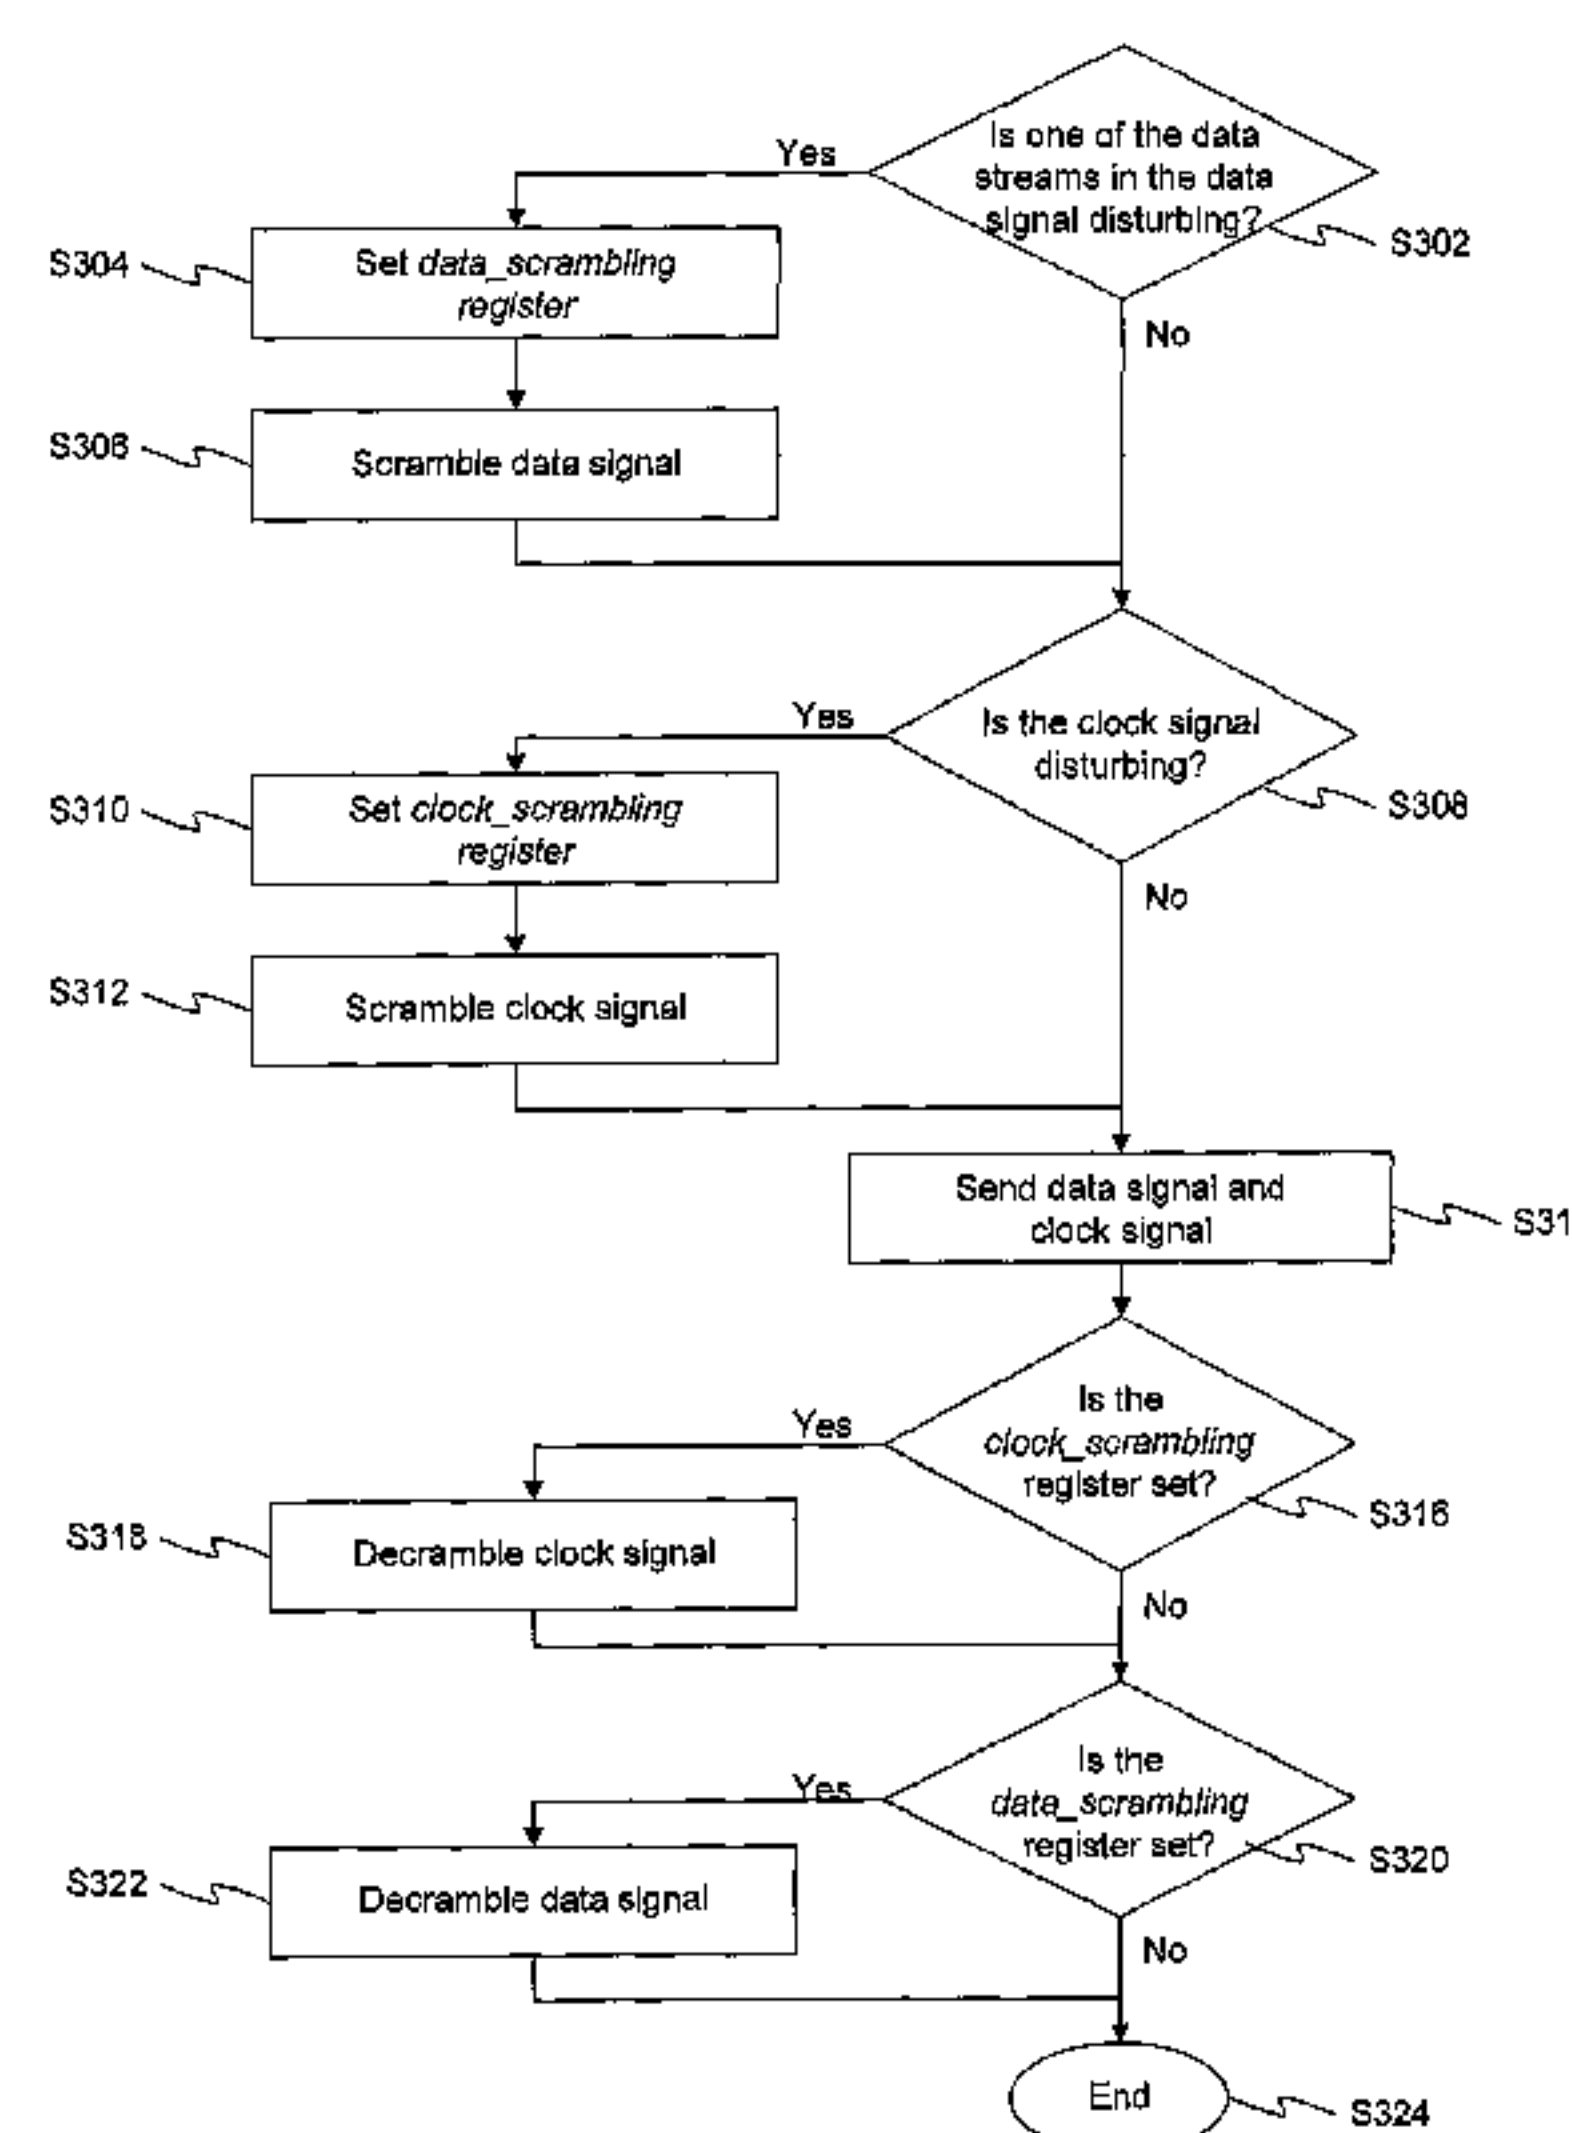 Is one of the data
streams in the data
signal disturbing?
Yes
S302
S304
Set data_scrambling
register
No
S306
Scramble data signal
Is the clock signal
disturbing?
Yes
S308
S310
Set clock_scrambling
register
No
S312
Scramble clock signal
Send data signal and
clock signal
S31
Is the
clock_scrambling
register set?
Yes
S316
S318
Decramble clock signal
No
Is the
data_scrambling
register set?
Yes
S320
S322
Decramble data signal
No
End
S324